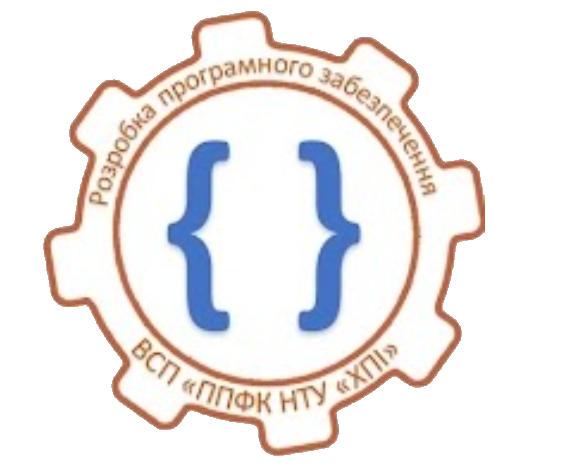 Розробка програмного забезпечення
{ }
ВСП «ППФК НТУ «ХПІ»